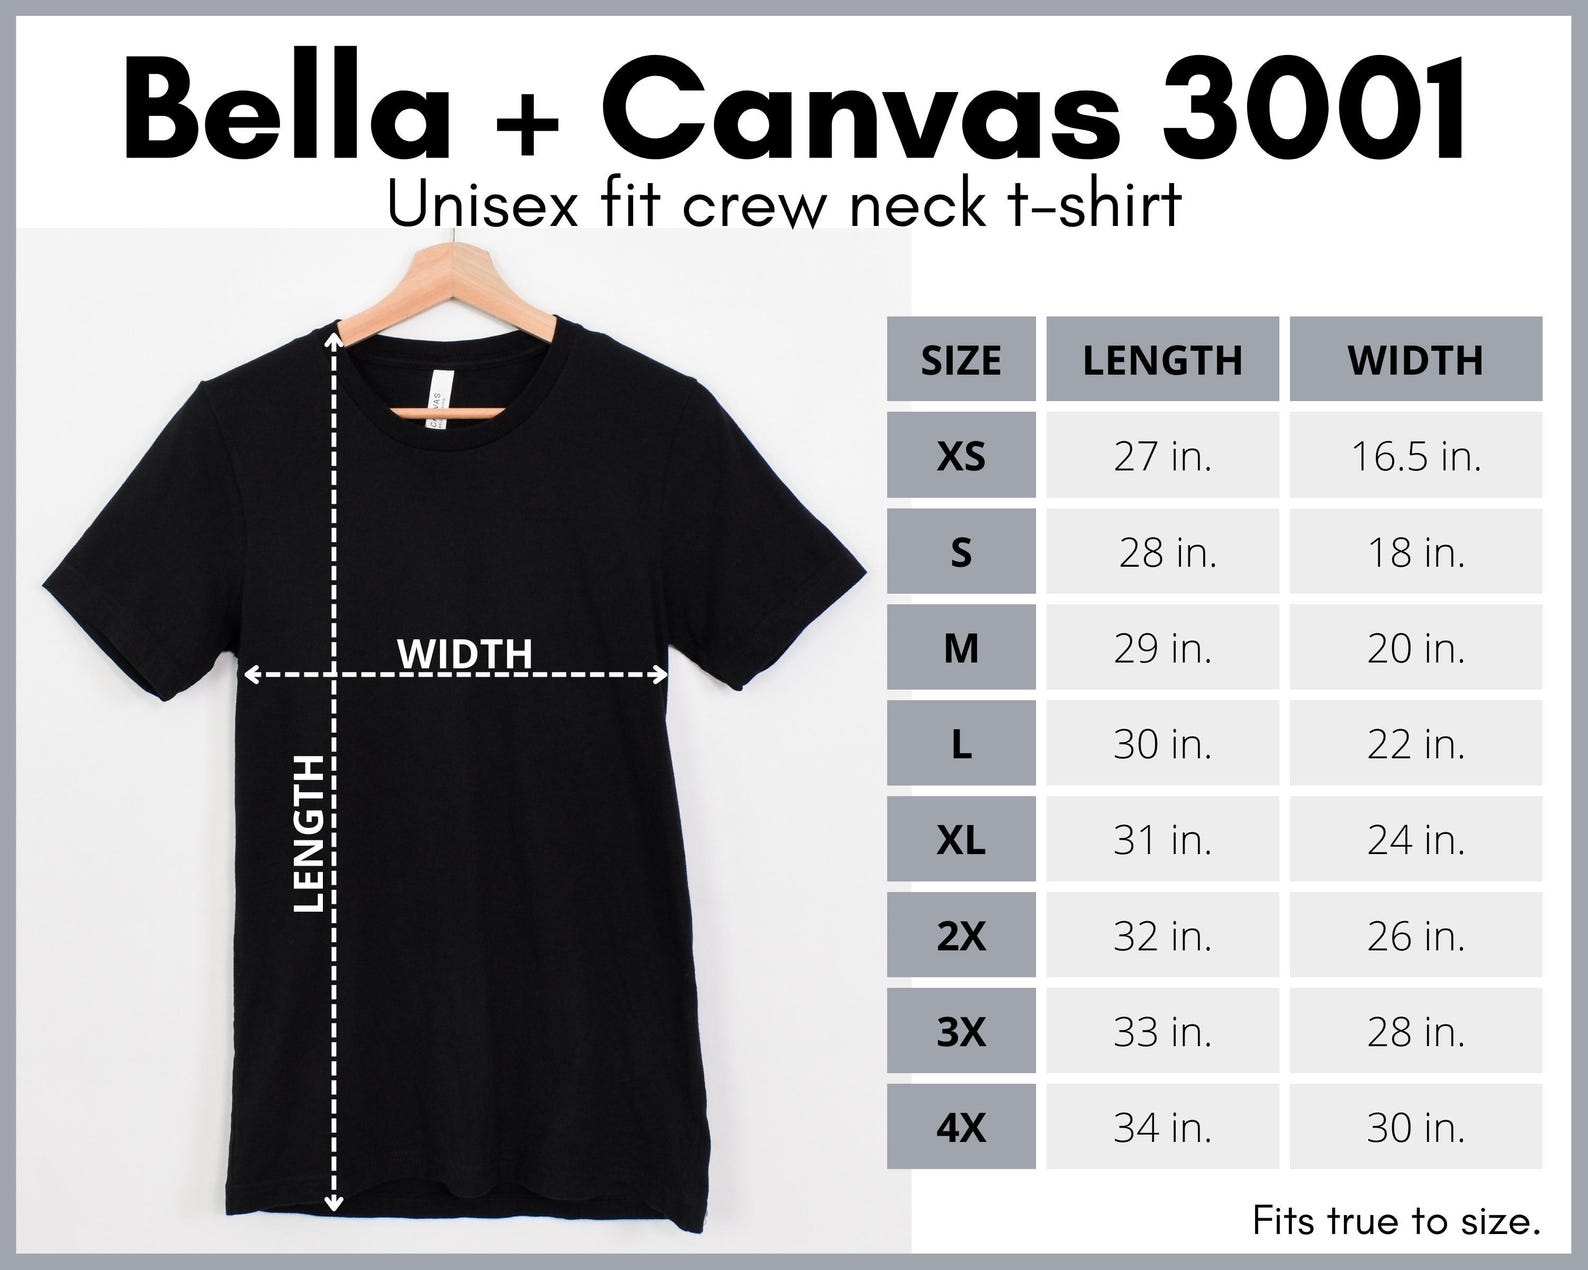 Bella + Canvas 3001
Unisex fit crew neck t-shirt
SIZE LENGTH WIDTH
XS 27 in. 16.5 in.
S 28 in. 18 in.
M 29 in. 20 in.
L 30 in. 22 in.
XL 31 in. 24 in.
2X 32 in. 26 in.
3X 33 in. 28 in.
4X 34 in. 30 in.
WIDTH
LENGTH
Fits true to size.